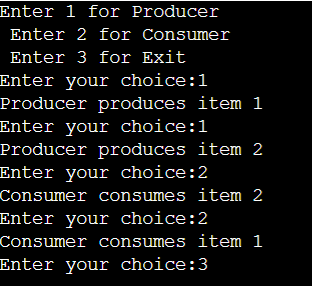 Enter 1 for Producer
Enter 2 for Consumer
Enter 3 for Exit
Enter your choice:1
Producer produces item 1
Enter your choice:1
Producer produces item 2
Enter your choice:2
Consumer consumes item 2
Enter your choice:2
Consumer consumes item 1
Enter your choice:3